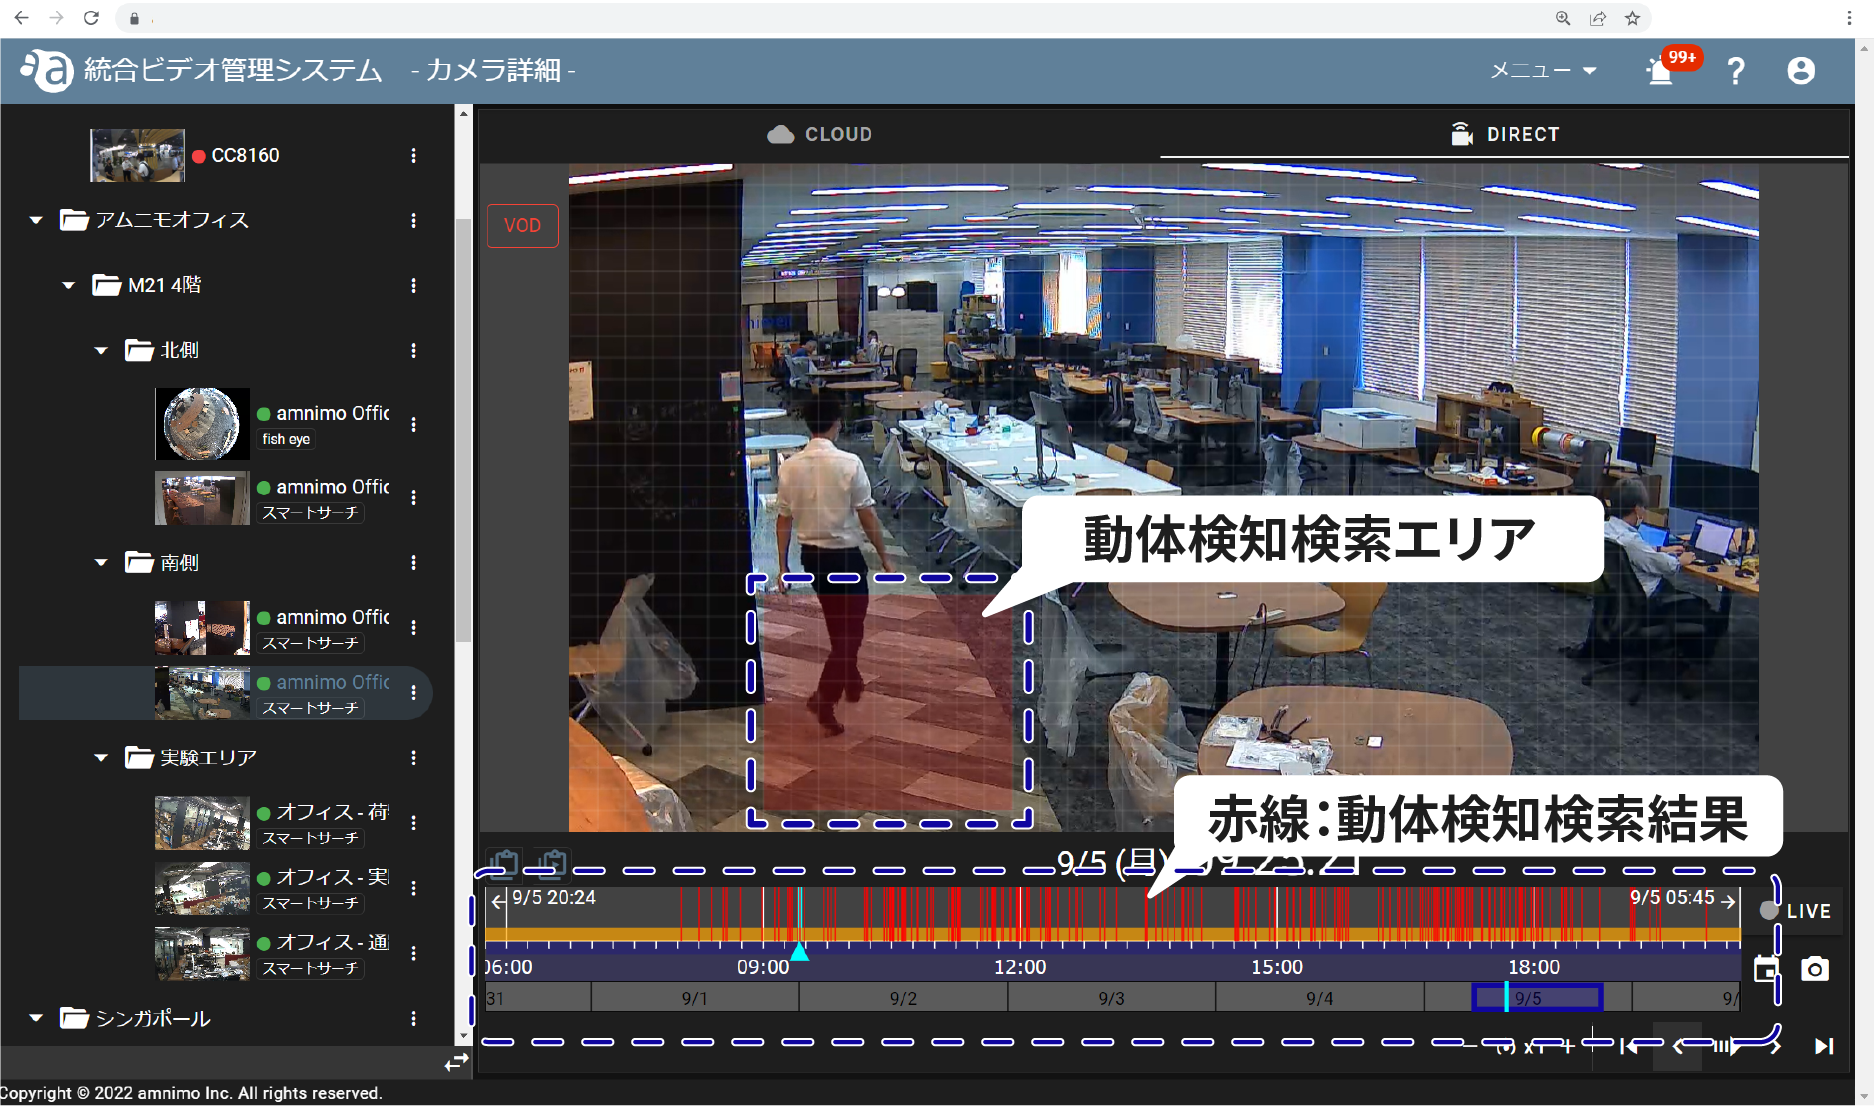 統合ビデオ管理システム - カメラ詳細 -
メニュー
99+
?
CC8160
アムニモオフィス
M21 4階
北側
amnimo Offic
fish eye
amnimo Offic
スマートサーチ
南側
amnimo Offic
スマートサーチ
amnimo Offic
スマートサーチ
実験エリア
オフィス - 荷
スマートサーチ
オフィス - 実
スマートサーチ
オフィス - 通
スマートサーチ
シンガポール
CLOUD
DIRECT
VOD
動体検知検索エリア
赤線：動体検知検索結果
9/5 (月)
9/5 20:24
9/5 05:45
LIVE
06:00 09:00 12:00 15:00 18:00
31 9/1 9/2 9/3 9/4 9/5 9/
x1
Copyright © 2022 amnimo Inc. All rights reserved.